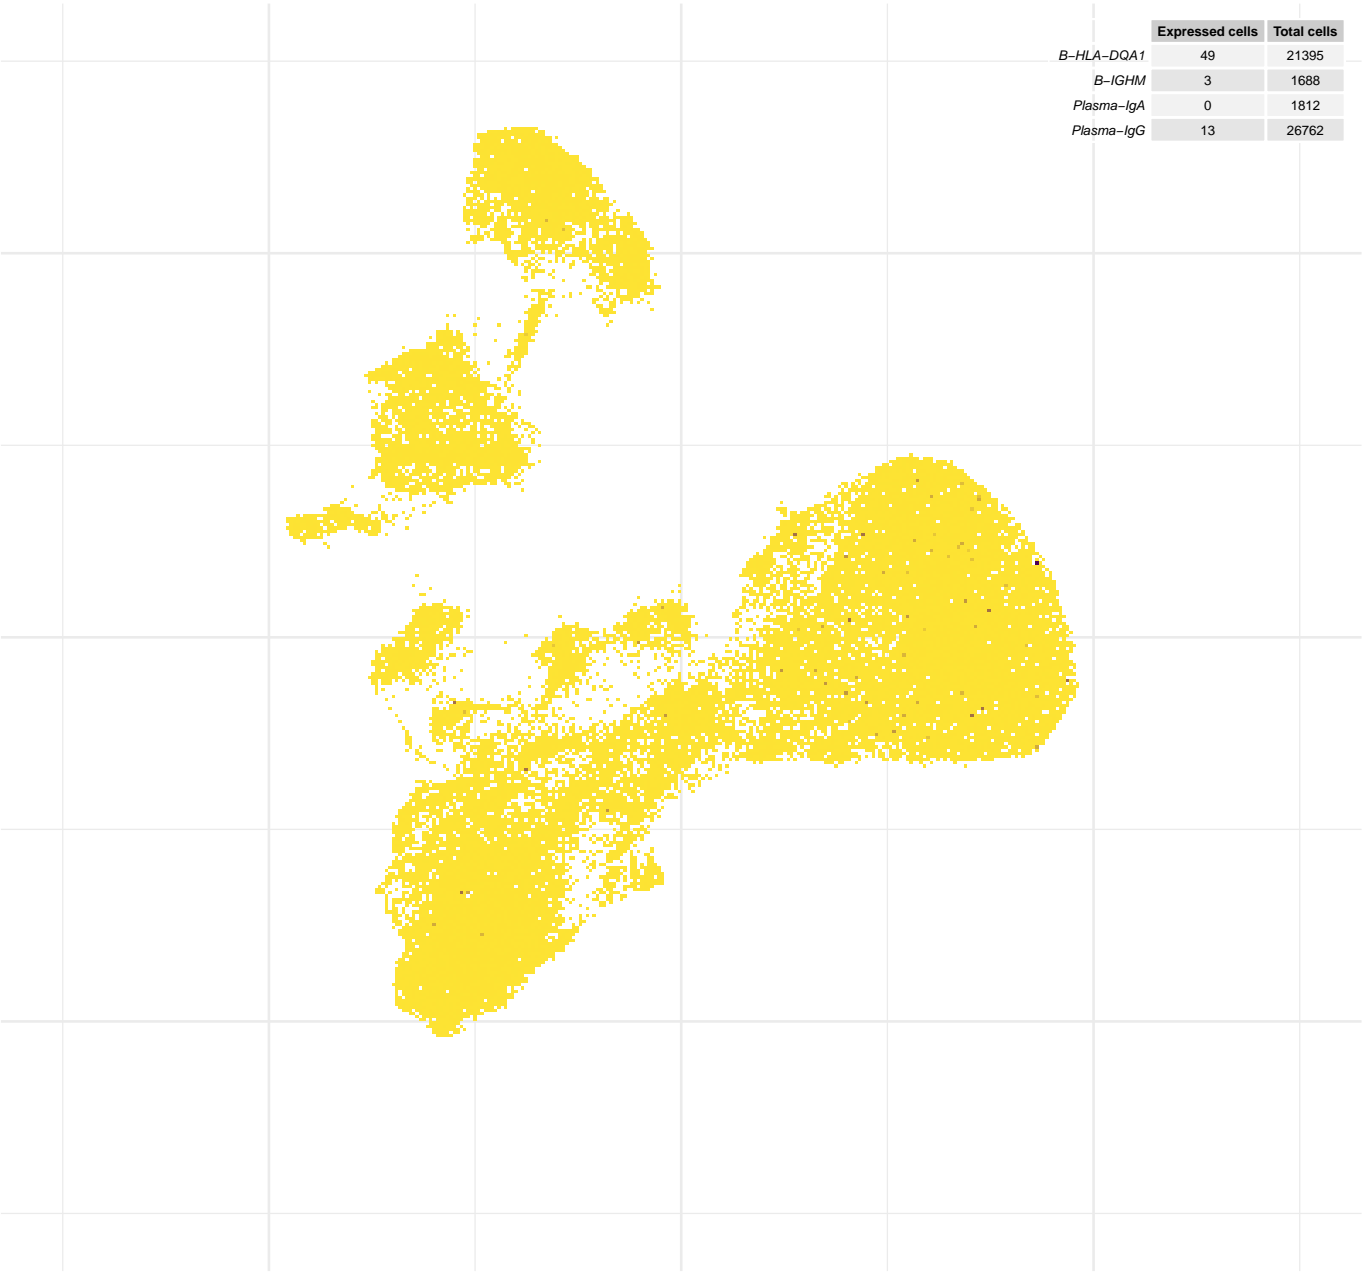 Expressed cells Total cells
B−HLA−DQA1 49 21395
B−IGHM 3 1688
Plasma−IgA 0 1812
Plasma−IgG 13 26762